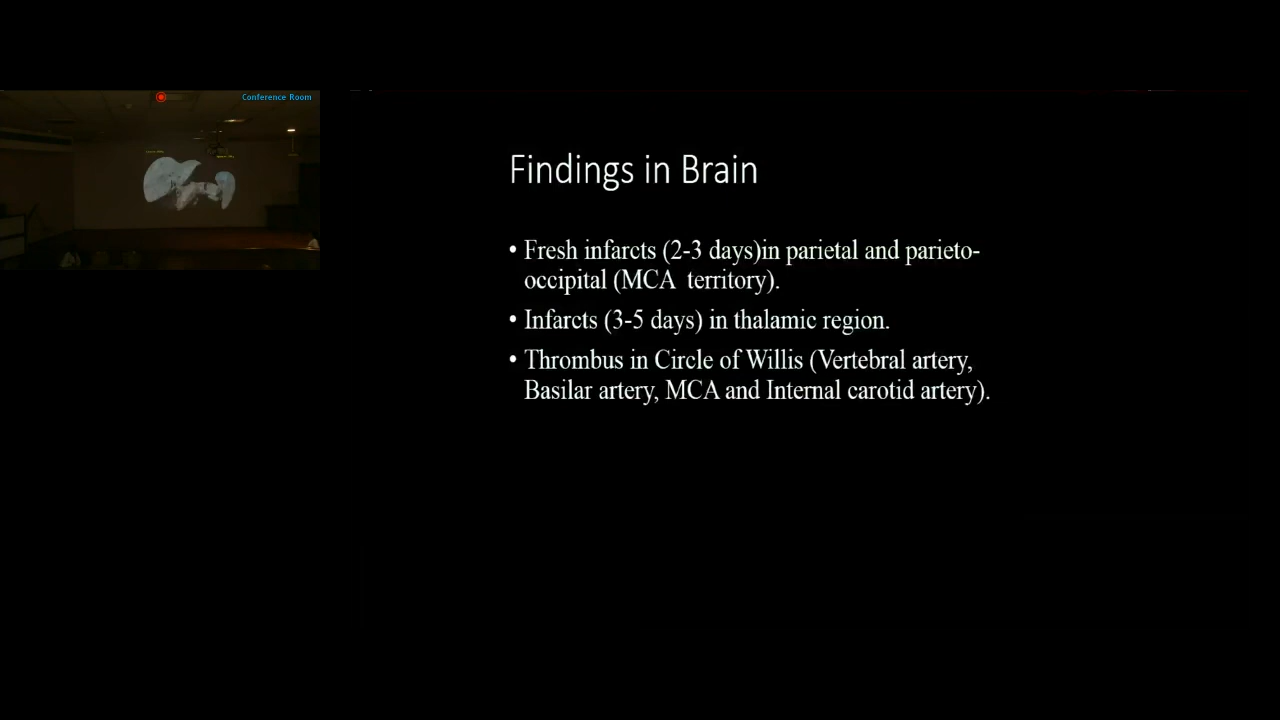 Conference Room
Findings in Brain
• Fresh infarcts (2-3 days)in parietal and parieto-
occipital (MCA  territory).
• Infarcts (3-5 days) in thalamic region.
• Thrombus in Circle of Willis (Vertebral artery,
Basilar artery, MCA and Internal carotid artery).